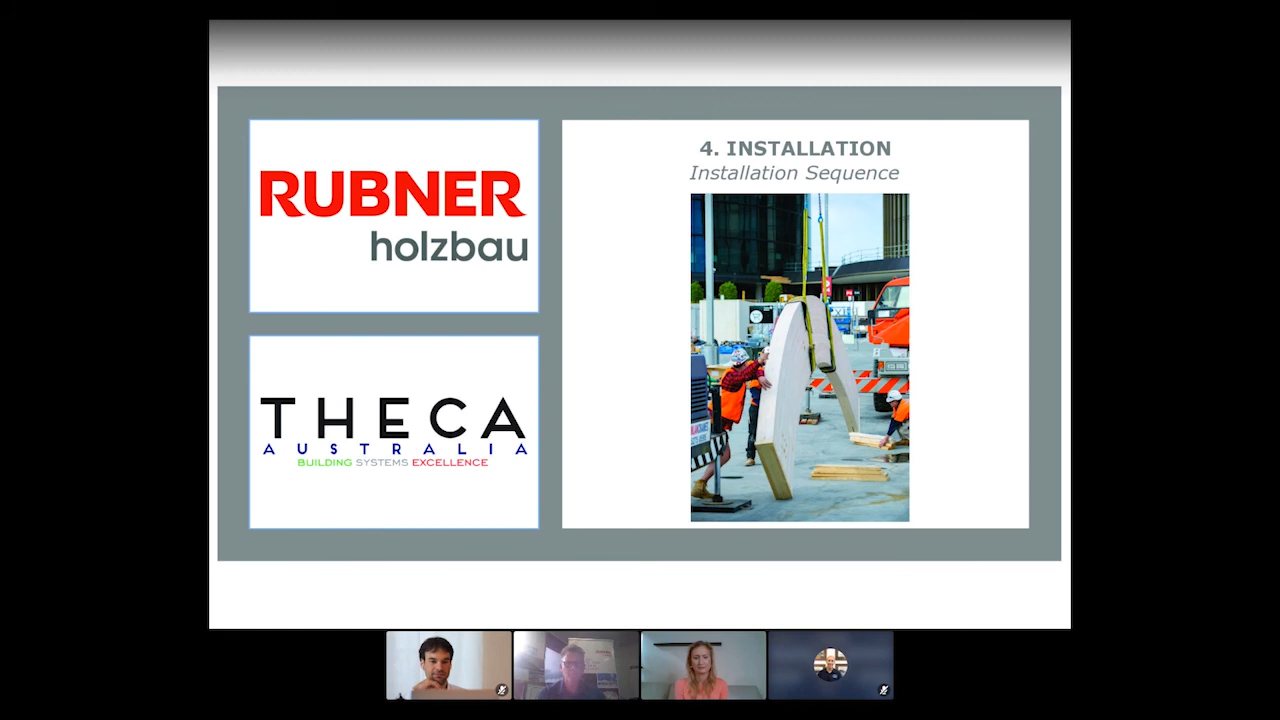 RUBNER
holzbau
THECA
AUSTRALIA
BUILDING SYSTEMS EXCELLENCE
4. INSTALLATION
Installation Sequence